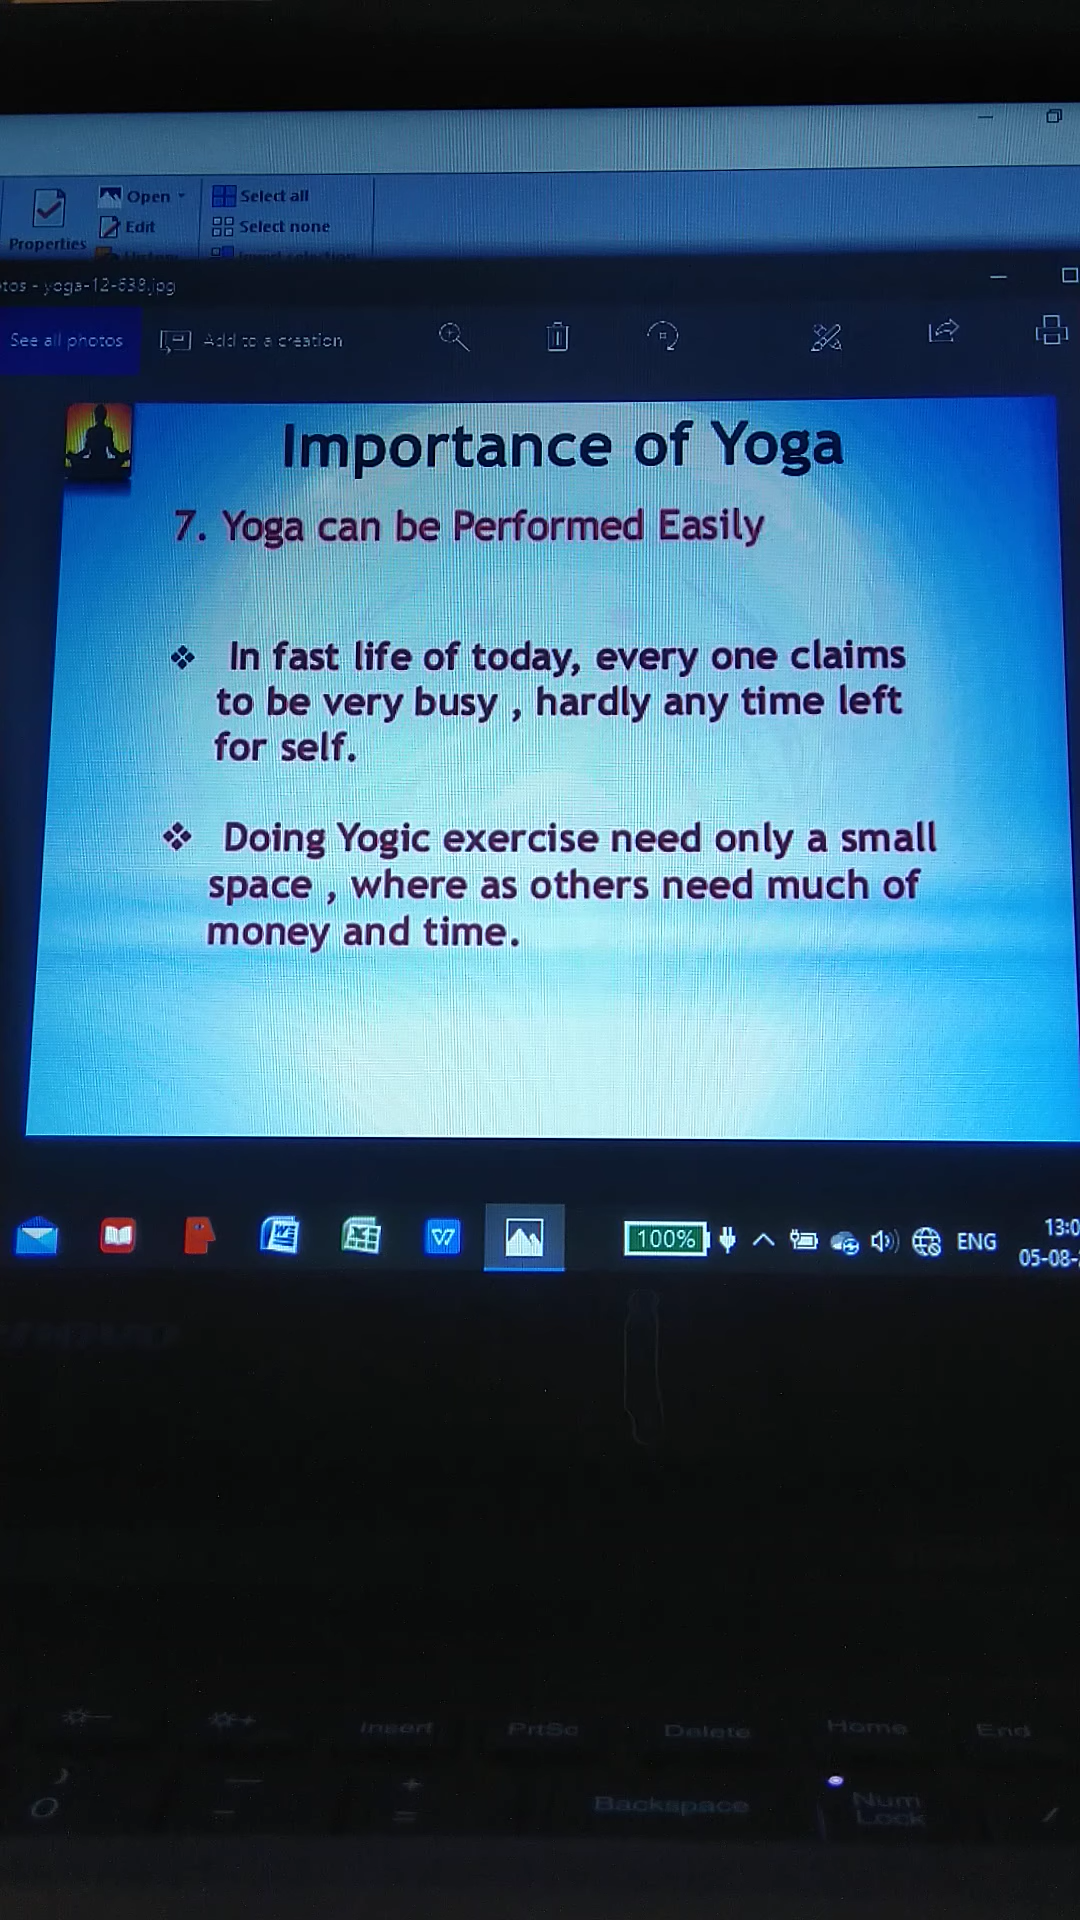 Open
Select all
Edit
Select none
Properties
tos - yoga-12-638.jpg
See all photos
Add to a creation
Importance of Yoga
7. Yoga can be Performed Easily
❖ In fast life of today, every one claims
to be very busy , hardly any time left
for self.
❖ Doing Yogic exercise need only a small
space , where as others need much of
money and time.
100%
ENG
13:0
05-08-
Insert
PrtSc
Delete
Home
End
Backspace
Num
Lock